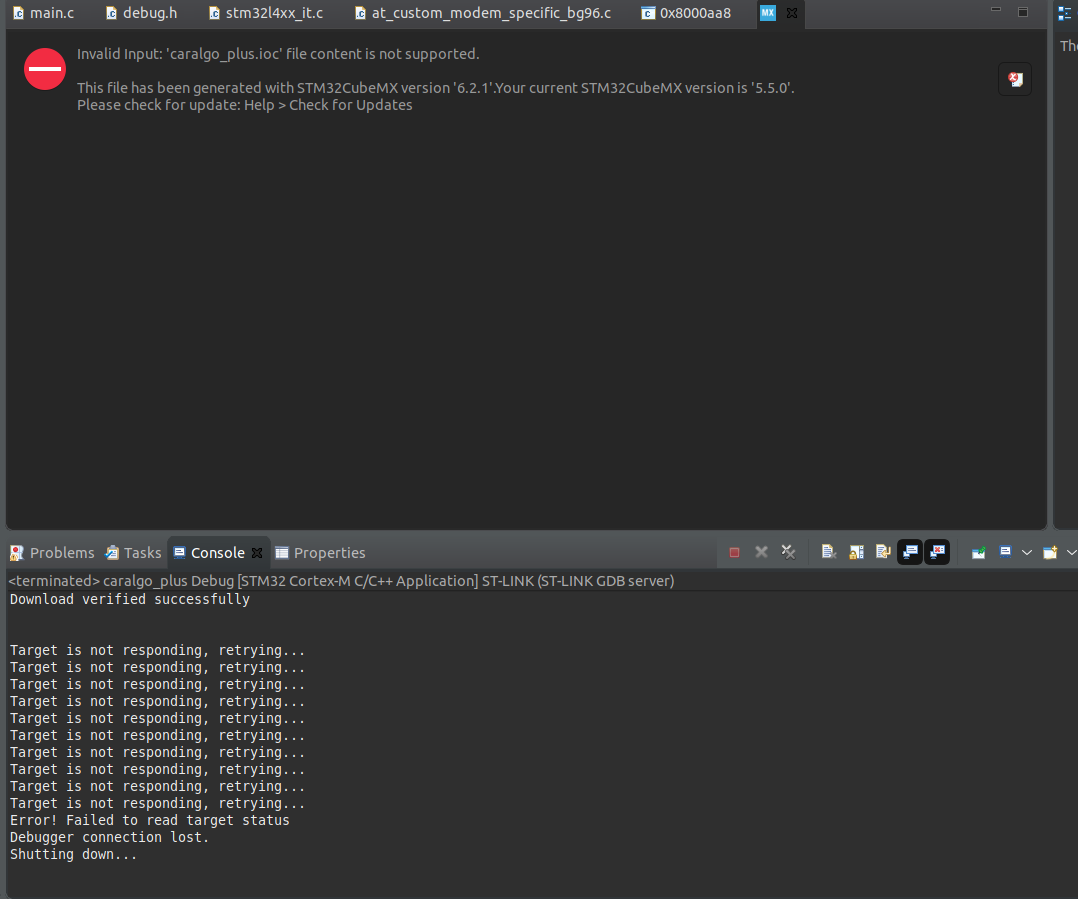 main.c
debug.h
stm32l4xx_it.c
at_custom_modem_specific_bg96.c
0x8000aa8
MX
Invalid Input: 'caralgo_plus.ioc' file content is not supported.
This file has been generated with STM32CubeMX version '6.2.1'.Your current STM32CubeMX version is '5.5.0'.
Please check for update: Help > Check for Updates
The
Problems
Tasks
Console
Properties
<terminated> caralgo_plus Debug [STM32 Cortex-M C/C++ Application] ST-LINK (ST-LINK GDB server)
Download verified successfully
Target is not responding, retrying...
Target is not responding, retrying...
Target is not responding, retrying...
Target is not responding, retrying...
Target is not responding, retrying...
Target is not responding, retrying...
Target is not responding, retrying...
Target is not responding, retrying...
Target is not responding, retrying...
Target is not responding, retrying...
Error! Failed to read target status
Debugger connection lost.
Shutting down...